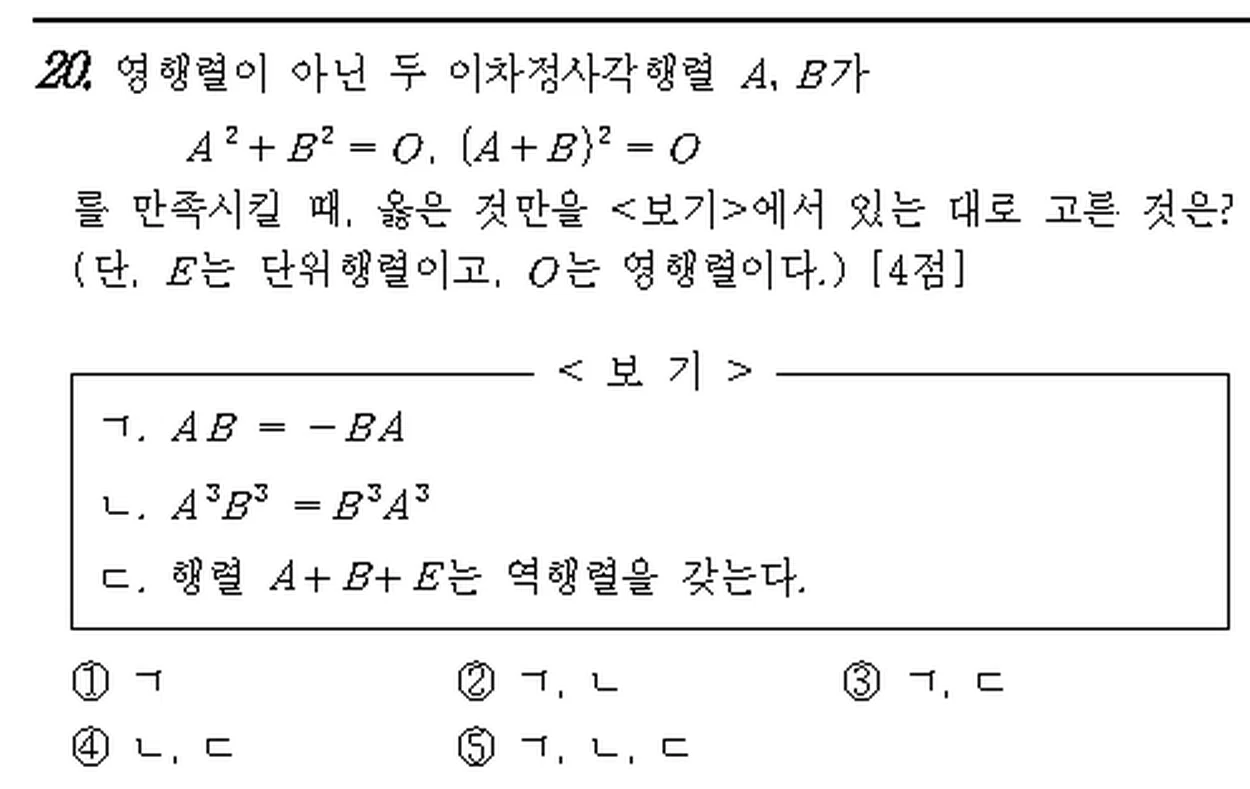 20. 영행렬이 아닌 두 이차정사각행렬 A, B가
A² + B² = O, (A+B)² = O
를 만족시킬 때, 옳은 것만을 <보기>에서 있는 대로 고른 것은?
(단, E는 단위행렬이고, O는 영행렬이다.) [4점]
< 보 기 >
ㄱ. AB = -BA
ㄴ. A³B³ = B³A³
ㄷ. 행렬 A+B+E는 역행렬을 갖는다.
① ㄱ ② ㄱ, ㄴ ③ ㄱ, ㄷ
④ ㄴ, ㄷ ⑤ ㄱ, ㄴ, ㄷ